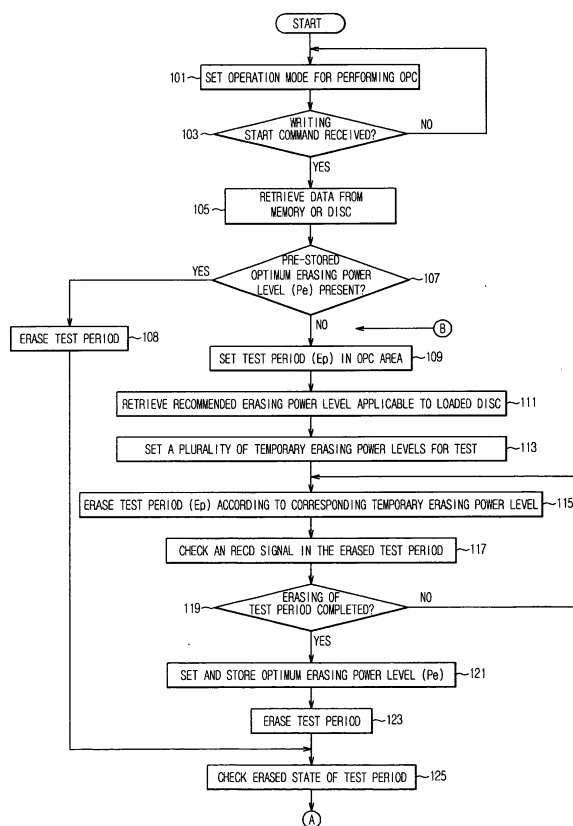 START
101 SET OPERATION MODE FOR PERFORMING OPC
103 WRITING
START COMMAND RECEIVED?
NO
YES
105 RETRIEVE DATA FROM
MEMORY OR DISC
PRE-STORED
OPTIMUM ERASING POWER
LEVEL (Pe) PRESENT?
107
YES
NO
B
ERASE TEST PERIOD 108
SET TEST PERIOD (Ep) IN OPC AREA 109
RETRIEVE RECOMMENDED ERASING POWER LEVEL APPLICABLE TO LOADED DISC 111
SET A PLURALITY OF TEMPORARY ERASING POWER LEVELS FOR TEST 113
ERASE TEST PERIOD (Ep) ACCORDING TO CORRESPONDING TEMPORARY ERASING POWER LEVEL 115
CHECK AN RECD SIGNAL IN THE ERASED TEST PERIOD 117
119 ERASING OF
TEST PERIOD COMPLETED?
NO
YES
SET AND STORE OPTIMUM ERASING POWER LEVEL (Pe) 121
ERASE TEST PERIOD 123
CHECK ERASED STATE OF TEST PERIOD 125
A